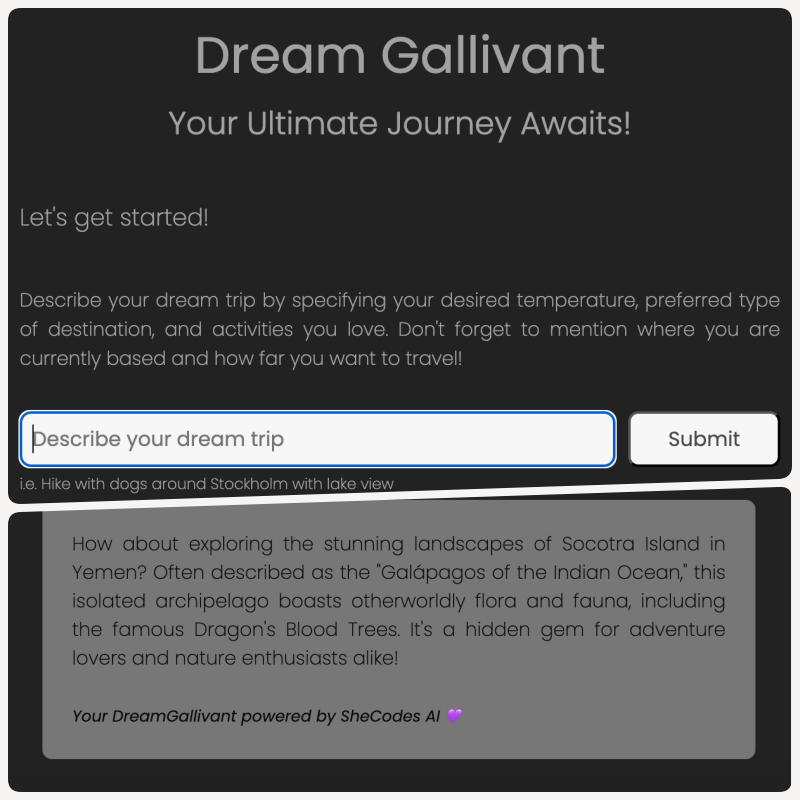 Dream Gallivant
Your Ultimate Journey Awaits!
Let's get started!
Describe your dream trip by specifying your desired temperature, preferred type
of destination, and activities you love. Don't forget to mention where you are
currently based and how far you want to travel!
Describe your dream trip
Submit
i.e. Hike with dogs around Stockholm with lake view
How about exploring the stunning landscapes of Socotra Island in
Yemen? Often described as the "Galápagos of the Indian Ocean," this
isolated archipelago boasts otherworldly flora and fauna, including
the famous Dragon's Blood Trees. It's a hidden gem for adventure
lovers and nature enthusiasts alike!
Your DreamGallivant powered by SheCodes AI 💜